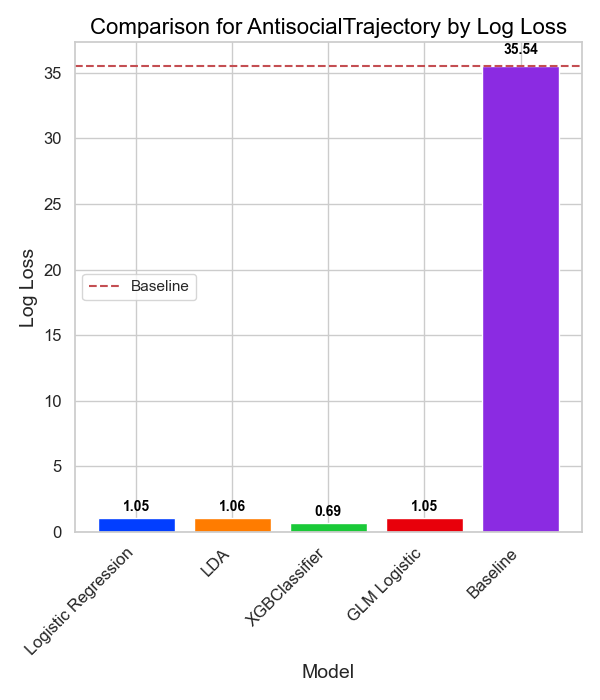 Comparison for AntisocialTrajectory by Log Loss
35.54
35
30
25
20
15
10
5
0
Log Loss
Baseline
1.05
1.06
0.69
1.05
Logistic Regression
LDA
XGBClassifier
GLM Logistic
Baseline
Model